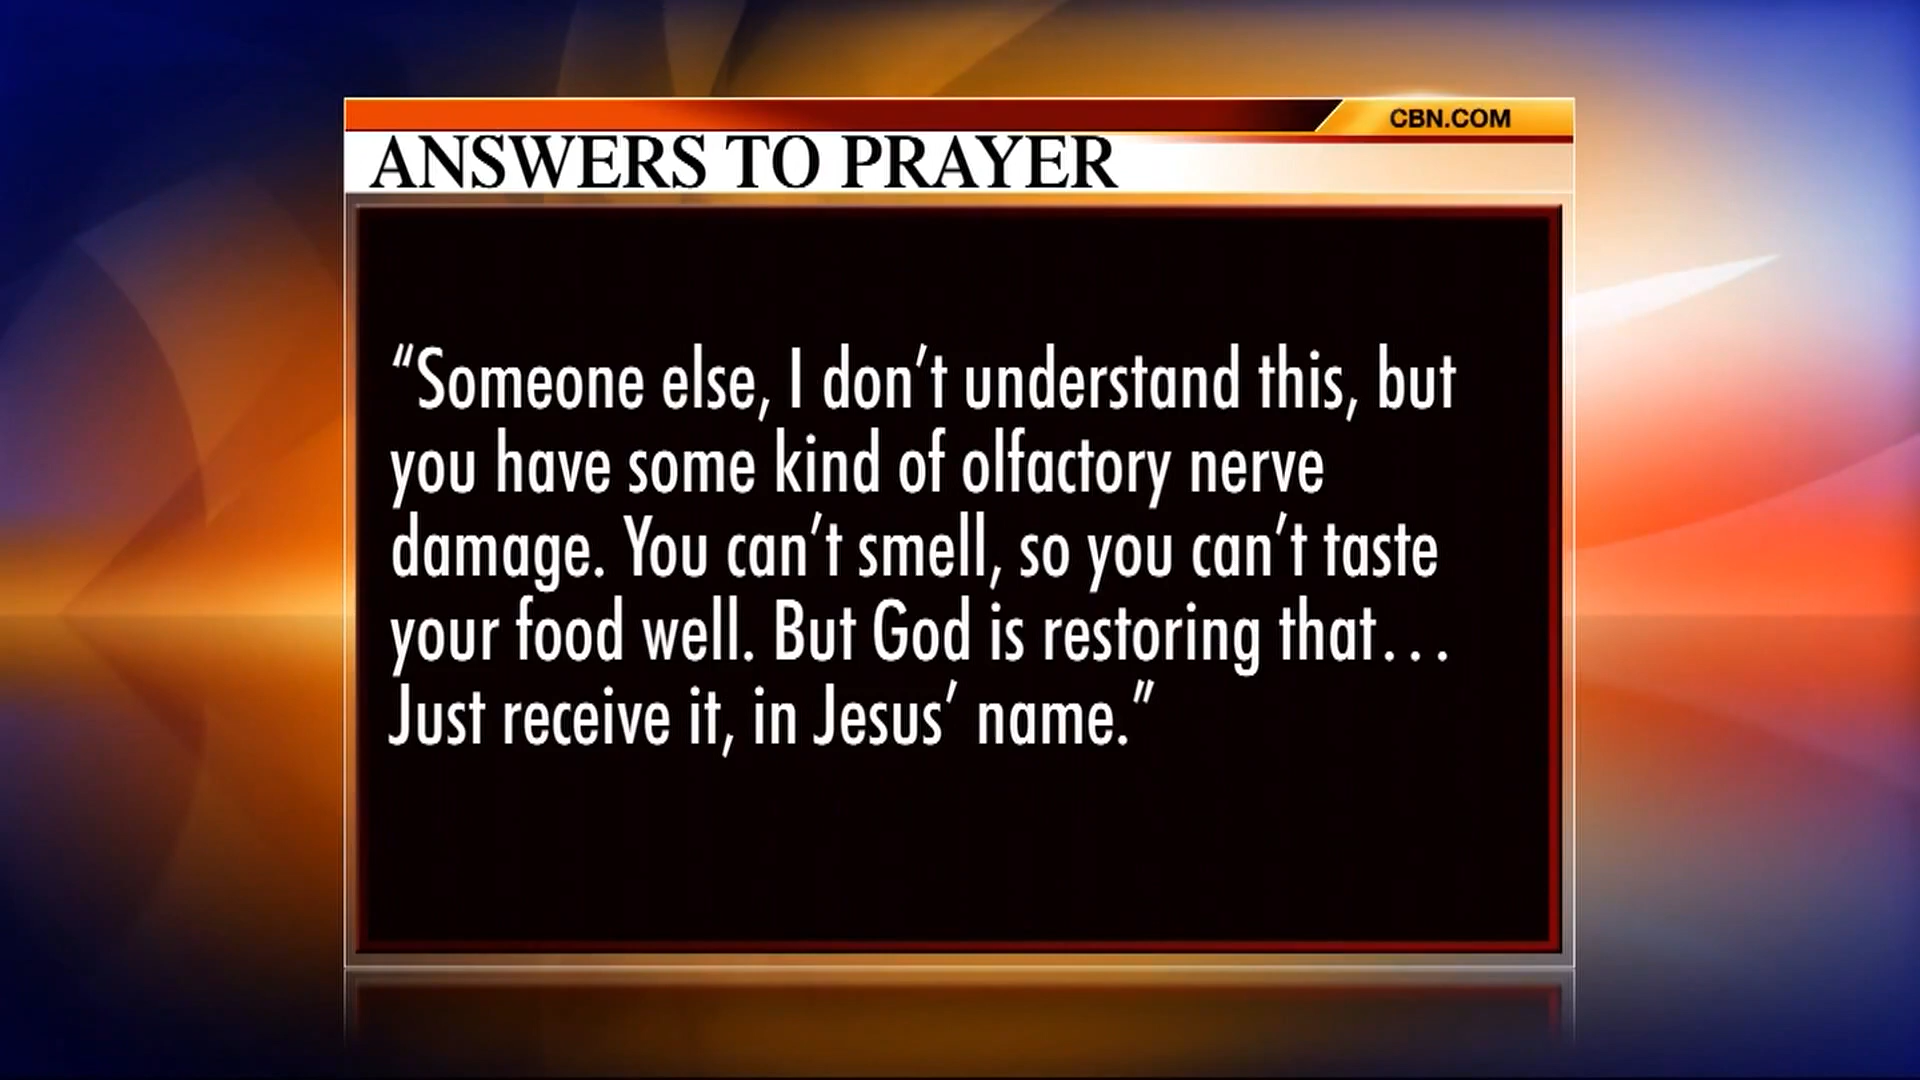 CBN.COM
ANSWERS TO PRAYER
“Someone else, I don’t understand this, but
you have some kind of olfactory nerve
damage. You can’t smell, so you can’t taste
your food well. But God is restoring that…
Just receive it, in Jesus’ name.”